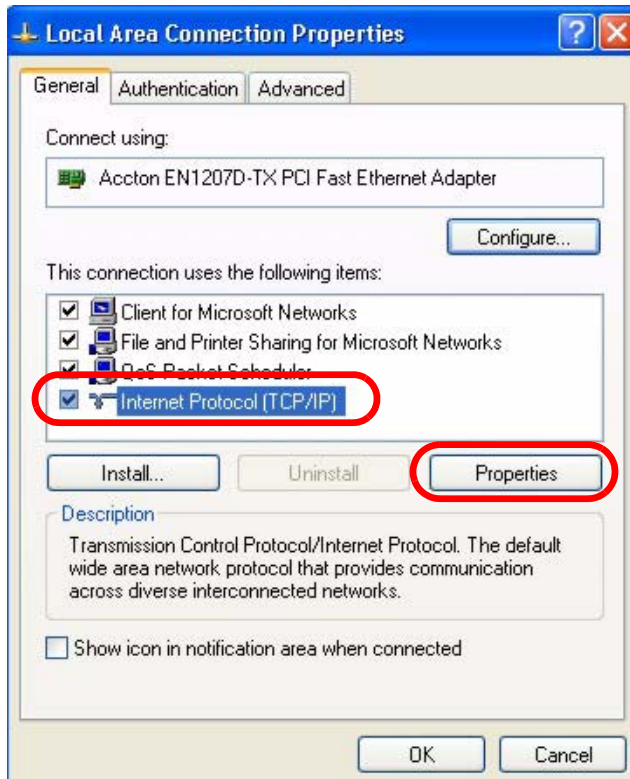 Local Area Connection Properties
General
Authentication
Advanced
Connect using:
Accton EN1207D-TX PCI Fast Ethernet Adapter
Configure...
This connection uses the following items:
Client for Microsoft Networks
File and Printer Sharing for Microsoft Networks
QoS Packet Scheduler
Internet Protocol (TCP/IP)
Install...
Uninstall
Properties
Description
Transmission Control Protocol/Internet Protocol. The default
wide area network protocol that provides communication
across diverse interconnected networks.
Show icon in notification area when connected
OK
Cancel